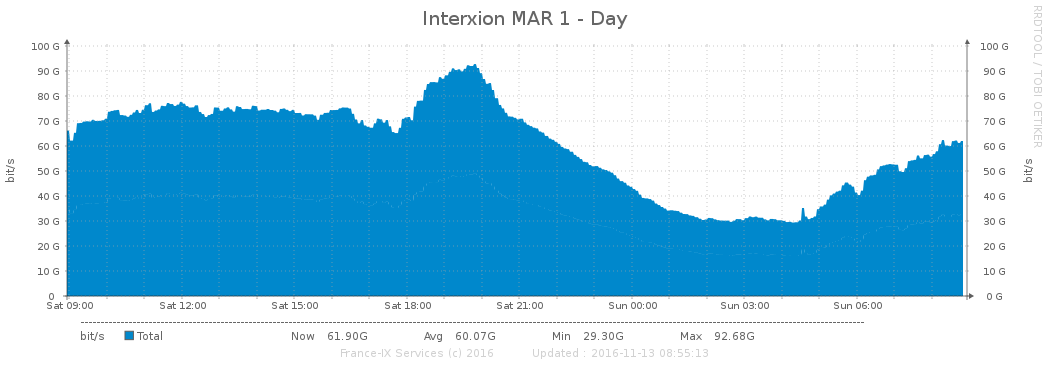 Interxion MAR 1 - Day
RRDTOOL / TOBI OETIKER
bit/s
bit/s
100 G 100 G
90 G 90 G
80 G 80 G
70 G 70 G
60 G 60 G
50 G 50 G
40 G 40 G
30 G 30 G
20 G 20 G
10 G 10 G
0 0 G
Sat 09:00 Sat 12:00 Sat 15:00 Sat 18:00 Sat 21:00 Sun 00:00 Sun 03:00 Sun 06:00
bit/s Total Now 61.90G Avg 60.07G Min 29.30G Max 92.68G
France-IX Services (c) 2016 Updated : 2016-11-13 08:55:13